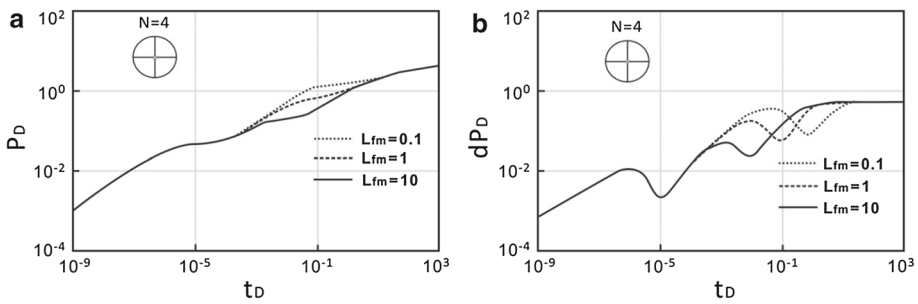 a
N=4
10^2
10^0
10^-2
10^-4
P_D
L_fm=0.1
L_fm=1
L_fm=10
10^-9
10^-5
10^-1
10^3
t_D
b
N=4
10^2
10^0
10^-2
10^-4
dP_D
L_fm=0.1
L_fm=1
L_fm=10
10^-9
10^-5
10^-1
10^3
t_D